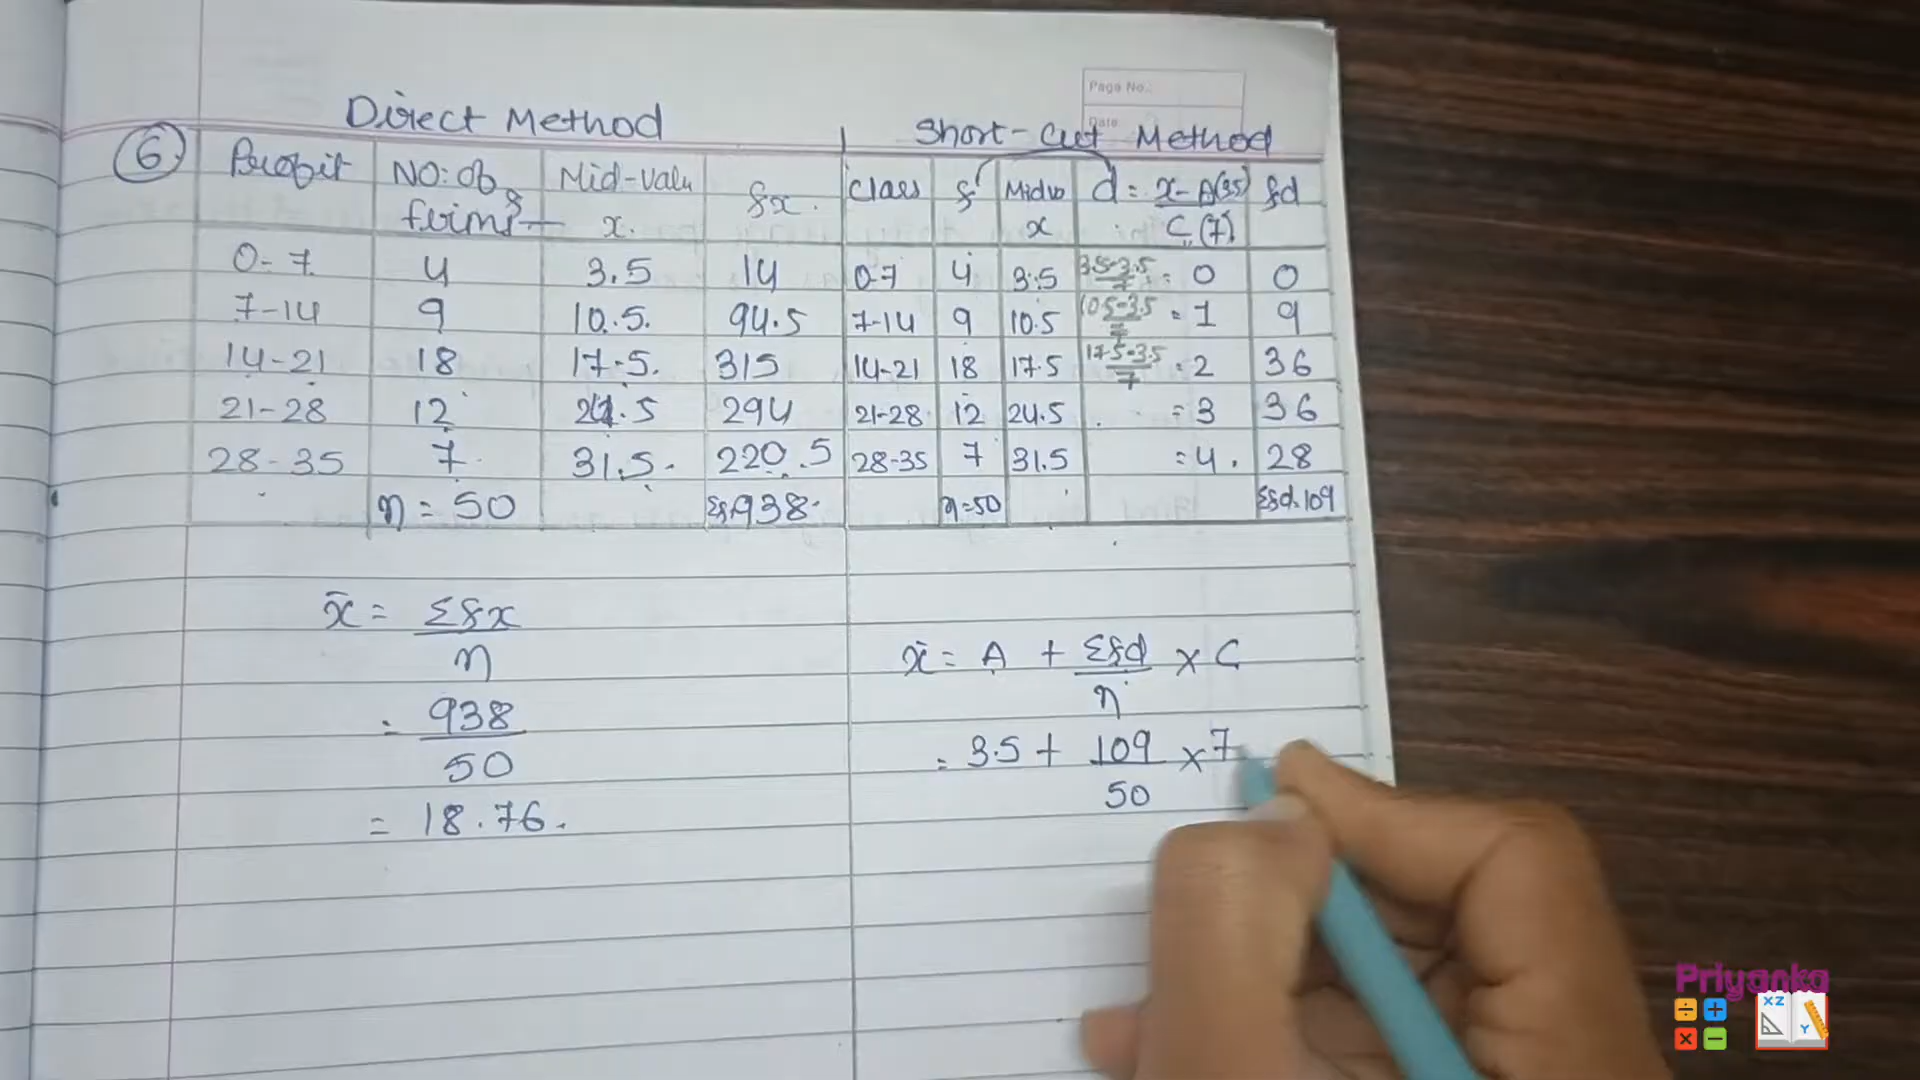 Page No.:
Date
Direct Method
Short-Cut Method
6. Profit NO: of firms f Mid-valu x. fx. Class f Midva x d = x-A(3.5) / C(7) fd
0-7 4 3.5 14 0-7 4 3.5 3.5-3.5/7 = 0 0
7-14 9 10.5. 94.5 7-14 9 10.5 10.5-3.5/7 = 1 9
14-21 18 17.5. 315 14-21 18 17.5 17.5-3.5/7 = 2 36
21-28 12 24.5 294 21-28 12 24.5 = 3 36
28-35 7 31.5. 220.5 28-35 7 31.5 = 4. 28
n = 50 938 n=50 Σfd=109
x̄ = Σfx / n
= 938 / 50
= 18.76.
x̄ = A + Σfd / n × C
= 3.5 + 109 / 50 × 7
Priyanka
XZ
Y